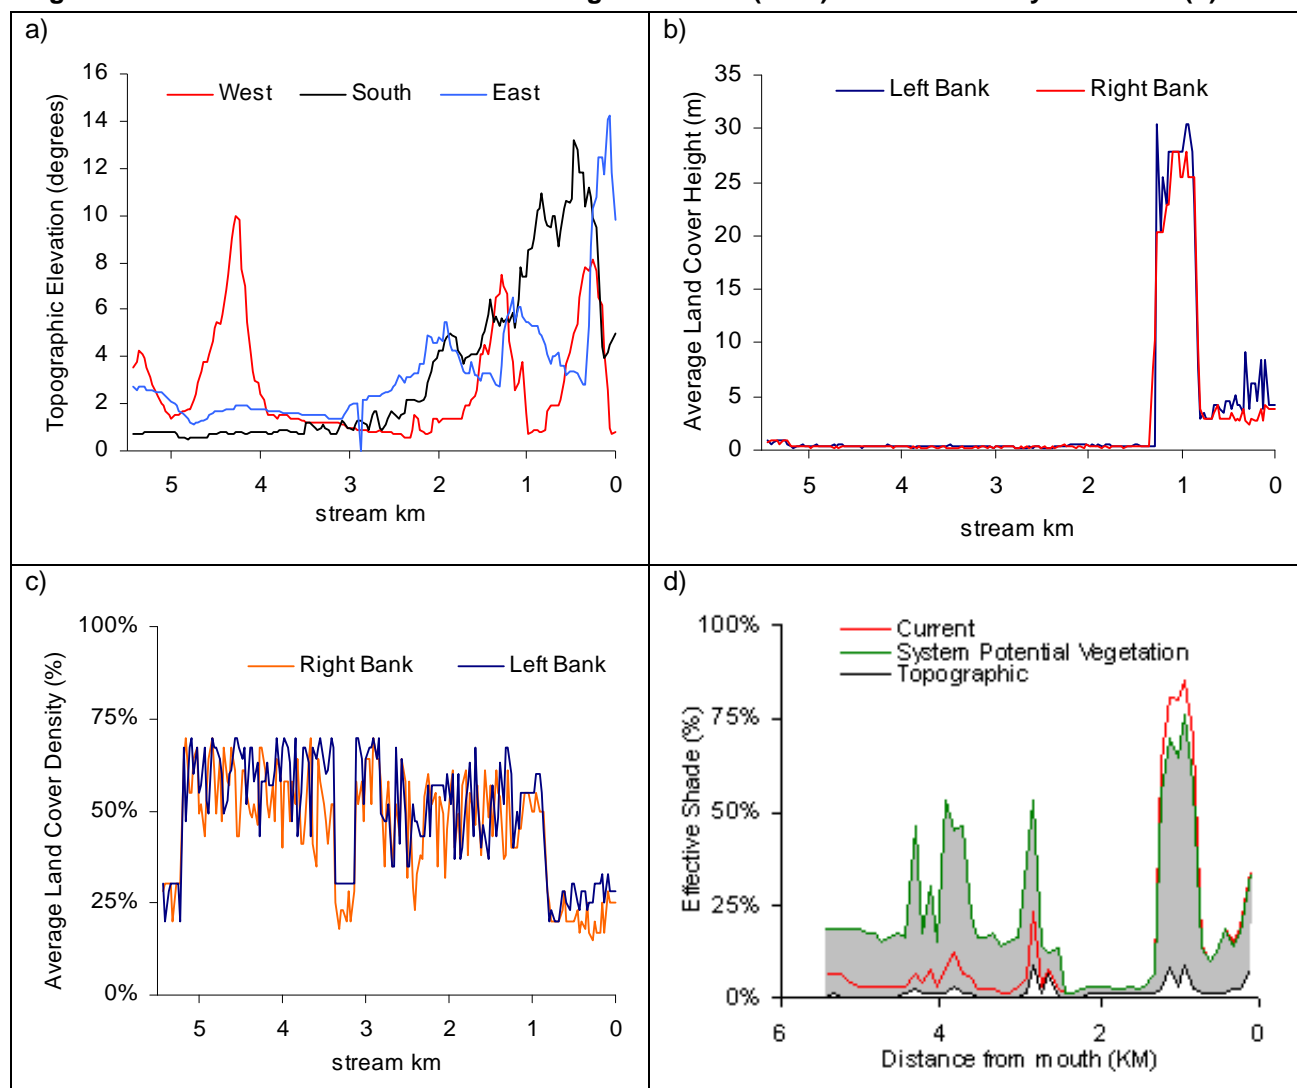 a)
16
14
12
10
8
6
4
2
0
West South East
Topographic Elevation (degrees)
5 4 3 2 1 0
stream km
b)
35
30
25
20
15
10
5
0
Left Bank Right Bank
Average Land Cover Height (m)
5 4 3 2 1 0
stream km
c)
100%
75%
50%
25%
0%
Right Bank Left Bank
Average Land Cover Density (%)
5 4 3 2 1 0
stream km
d)
100%
75%
50%
25%
0%
Current
System Potential Vegetation
Topographic
Effective Shade (%)
6 4 2 0
Distance from mouth (KM)